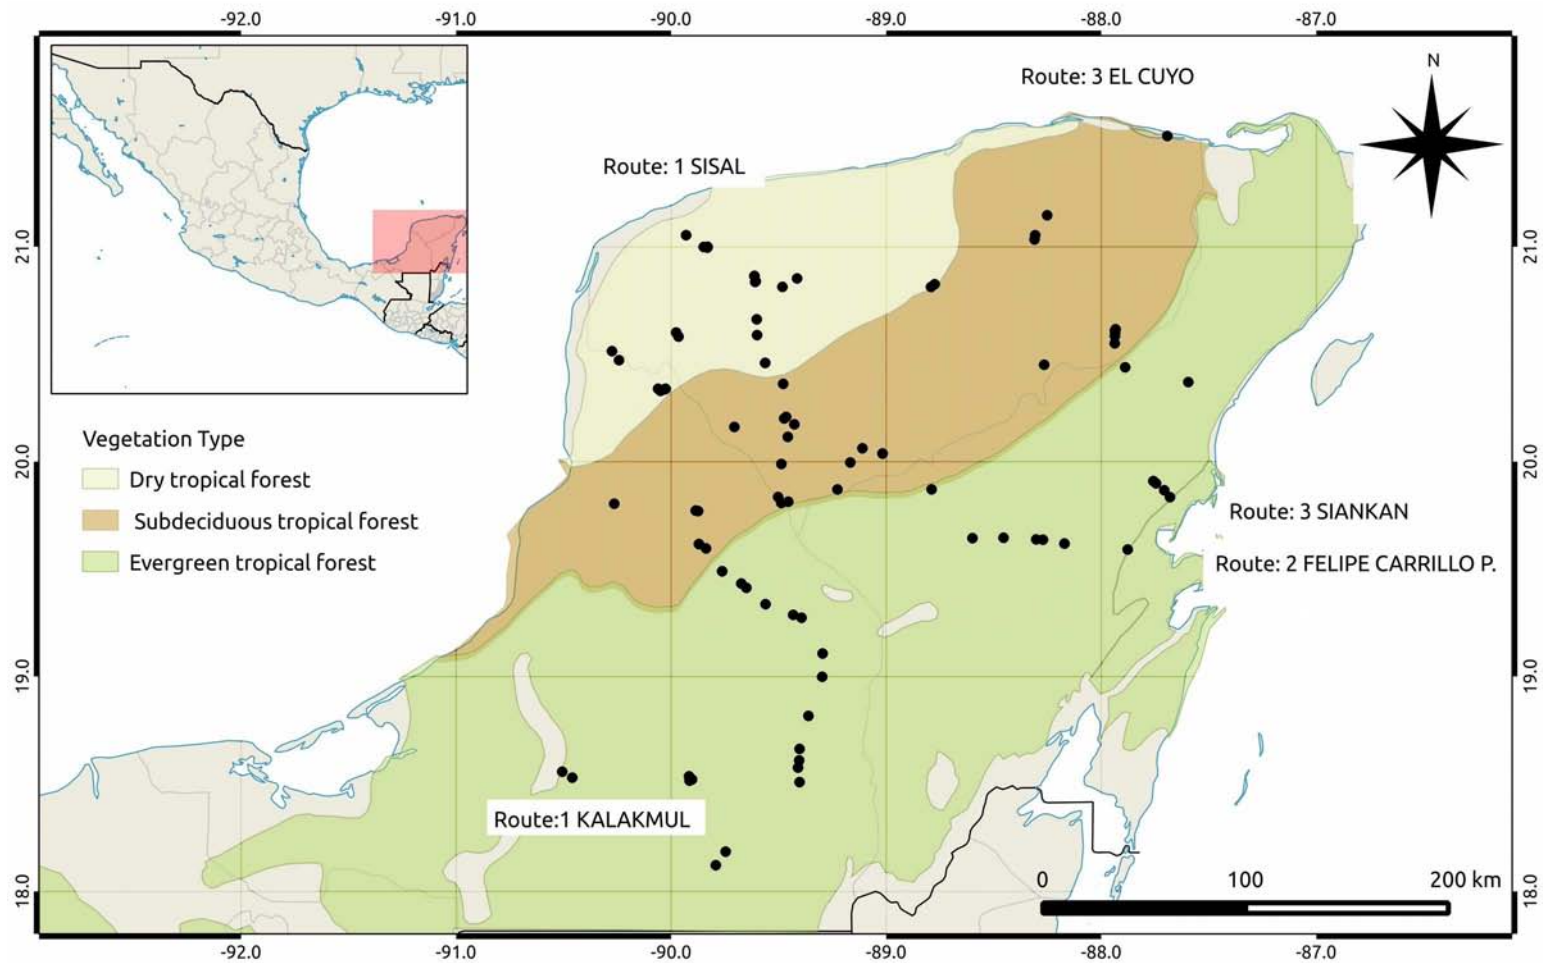 -92.0 -91.0 -90.0 -89.0 -88.0 -87.0
N
Route: 3 EL CUYO
Route: 1 SISAL
21.0 21.0
Vegetation Type
Dry tropical forest
Subdeciduous tropical forest
Evergreen tropical forest
20.0 20.0
Route: 3 SIANKAN
Route: 2 FELIPE CARRILLO P.
19.0 19.0
Route:1 KALAKMUL
0 100 200 km
18.0 18.0
-92.0 -91.0 -90.0 -89.0 -88.0 -87.0